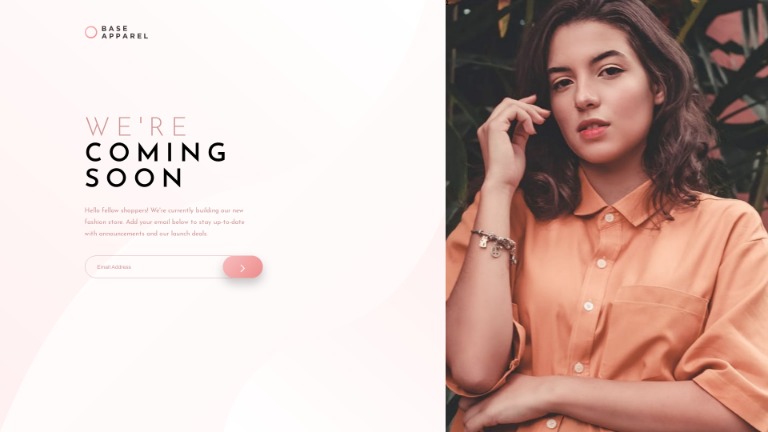 BASE
APPAREL
WE'RE
COMING
SOON
Hello fellow shoppers! We're currently building our new
fashion store. Add your email below to stay up-to-date
with announcements and our launch deals.
Email Address